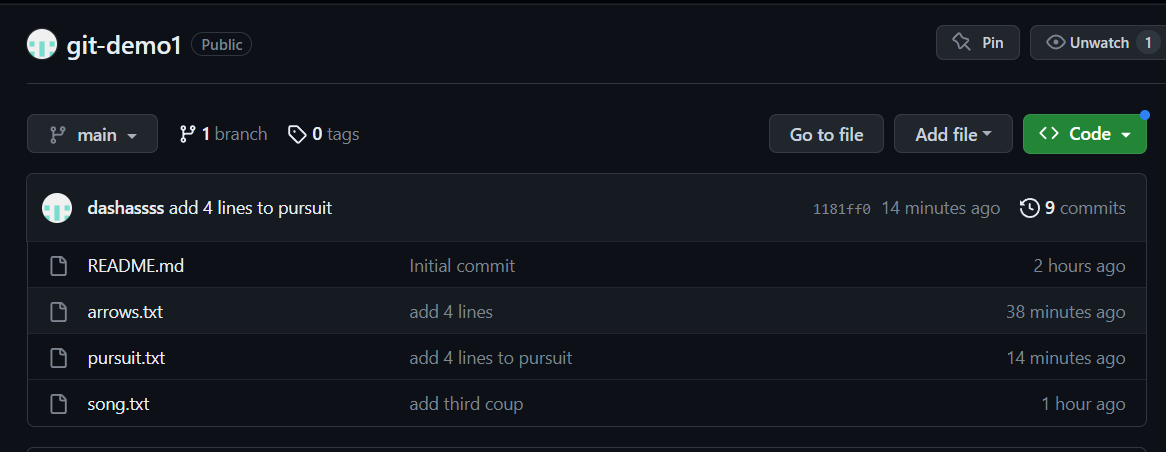 git-demo1 Public Pin Unwatch 1
main 1 branch 0 tags Go to file Add file Code
dashassss add 4 lines to pursuit 1181ff0 14 minutes ago 9 commits
README.md Initial commit 2 hours ago
arrows.txt add 4 lines 38 minutes ago
pursuit.txt add 4 lines to pursuit 14 minutes ago
song.txt add third coup 1 hour ago